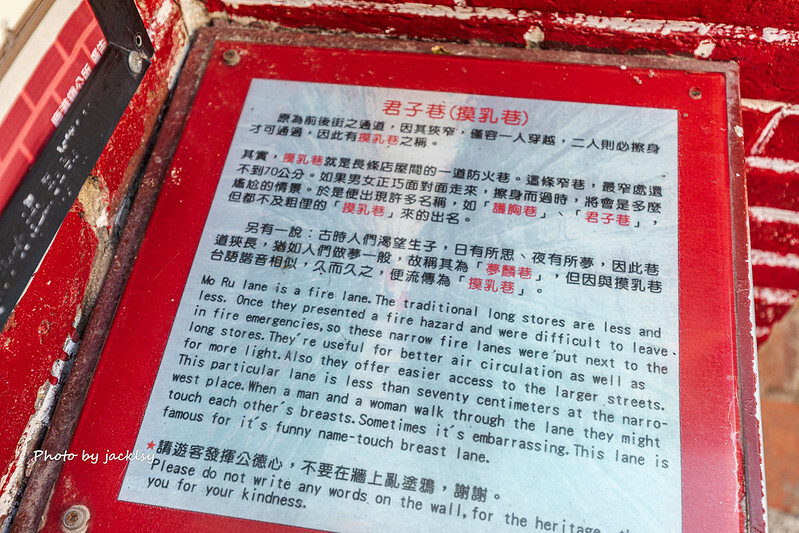 君子巷(摸乳巷)
原為前後街之通道，因其狹窄，僅容一人穿越，二人則必擦身
才可通過，因此有摸乳巷之稱。
其實，摸乳巷就是長條店屋間的一道防火巷。這條窄巷，最窄處還
不到70公分。如果男女正巧面對面走來，擦身而過時，將會是多麼
尷尬的情景。於是便出現許多名稱，如「護胸巷」、「君子巷」，
但都不及粗俚的「摸乳巷」來的出名。
另有一說：古時人們渴望生子，日有所思、夜有所夢，因此巷
道狹長，猶如人們做夢一般，故稱其為「夢麟巷」，但因與摸乳巷
台語諧音相似，久而久之，便流傳為「摸乳巷」。
Mo Ru lane is a fire lane.The traditional long stores are less and
less. Once they presented a fire hazard and were difficult to leave
in fire emergencies,so these narrow fire lanes were put next to the
long stores.They're useful for better air circulation as well as
for more light.Also they offer easier access to the larger streets.
This particular lane is less than seventy centimeters at the narro-
west place.When a man and a woman walk through the lane they might
touch each other's breasts.Sometimes it's embarrassing.This lane is
famous for it's funny name-touch breast lane.
★請遊客發揮公德心，不要在牆上亂塗鴉，謝謝。
Please do not write any words on the wall,for the heritage,
you for your kindness.
Photo by jacklsy